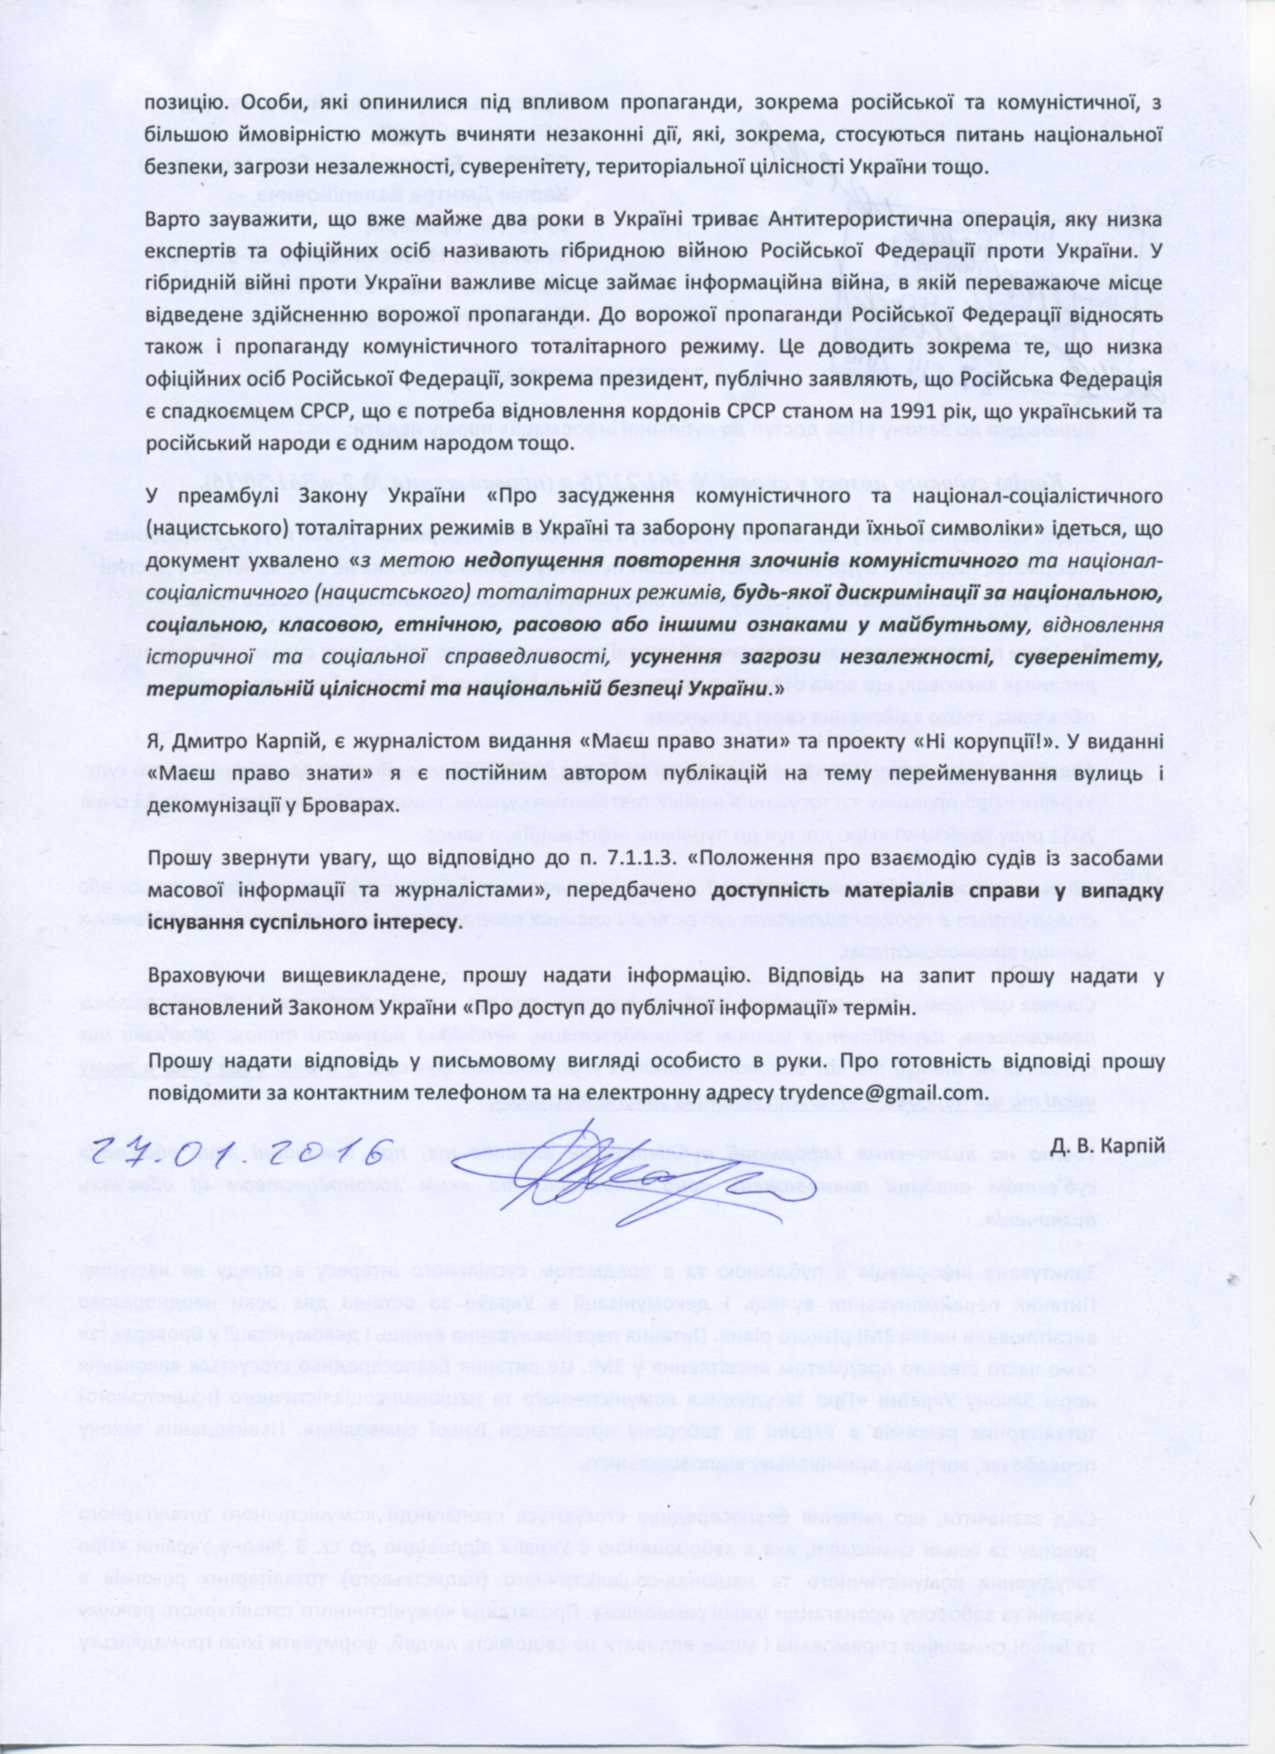 позицію. Особи, які опинилися під впливом пропаганди, зокрема російської та комуністичної, з
більшою ймовірністю можуть вчиняти незаконні дії, які, зокрема, стосуються питань національної
безпеки, загрози незалежності, суверенітету, територіальної цілісності України тощо.
Варто зауважити, що вже майже два роки в Україні триває Антитерористична операція, яку низка
експертів та офіційних осіб називають гібридною війною Російської Федерації проти України. У
гібридній війні проти України важливе місце займає інформаційна війна, в якій переважаюче місце
відведене здійсненню ворожої пропаганди. До ворожої пропаганди Російської Федерації відносять
також і пропаганду комуністичного тоталітарного режиму. Це доводить зокрема те, що низка
офіційних осіб Російської Федерації, зокрема президент, публічно заявляють, що Російська Федерація
є спадкоємцем СРСР, що є потреба відновлення кордонів СРСР станом на 1991 рік, що український та
російський народи є одним народом тощо.
У преамбулі Закону України «Про засудження комуністичного та націонал-соціалістичного
(нацистського) тоталітарних режимів в Україні та заборону пропаганди їхньої символіки» ідеться, що
документ ухвалено «з метою недопущення повторення злочинів комуністичного та націонал-
соціалістичного (нацистського) тоталітарних режимів, будь-якої дискримінації за національною,
соціальною, класовою, етнічною, расовою або іншими ознаками у майбутньому, відновлення
історичної та соціальної справедливості, усунення загрози незалежності, суверенітету,
територіальній цілісності та національній безпеці України.»
Я, Дмитро Карпій, є журналістом видання «Маєш право знати» та проекту «Ні корупції!». У виданні
«Маєш право знати» я є постійним автором публікацій на тему перейменування вулиць і
декомунізації у Броварах.
Прошу звернути увагу, що відповідно до п. 7.1.1.3. «Положення про взаємодію судів із засобами
масової інформації та журналістами», передбачено доступність матеріалів справи у випадку
існування суспільного інтересу.
Враховуючи вищевикладене, прошу надати інформацію. Відповідь на запит прошу надати у
встановлений Законом України «Про доступ до публічної інформації» термін.
Прошу надати відповідь у письмовому вигляді особисто в руки. Про готовність відповіді прошу
повідомити за контактним телефоном та на електронну адресу trydence@gmail.com.
27.01.2016
Д. В. Карпій